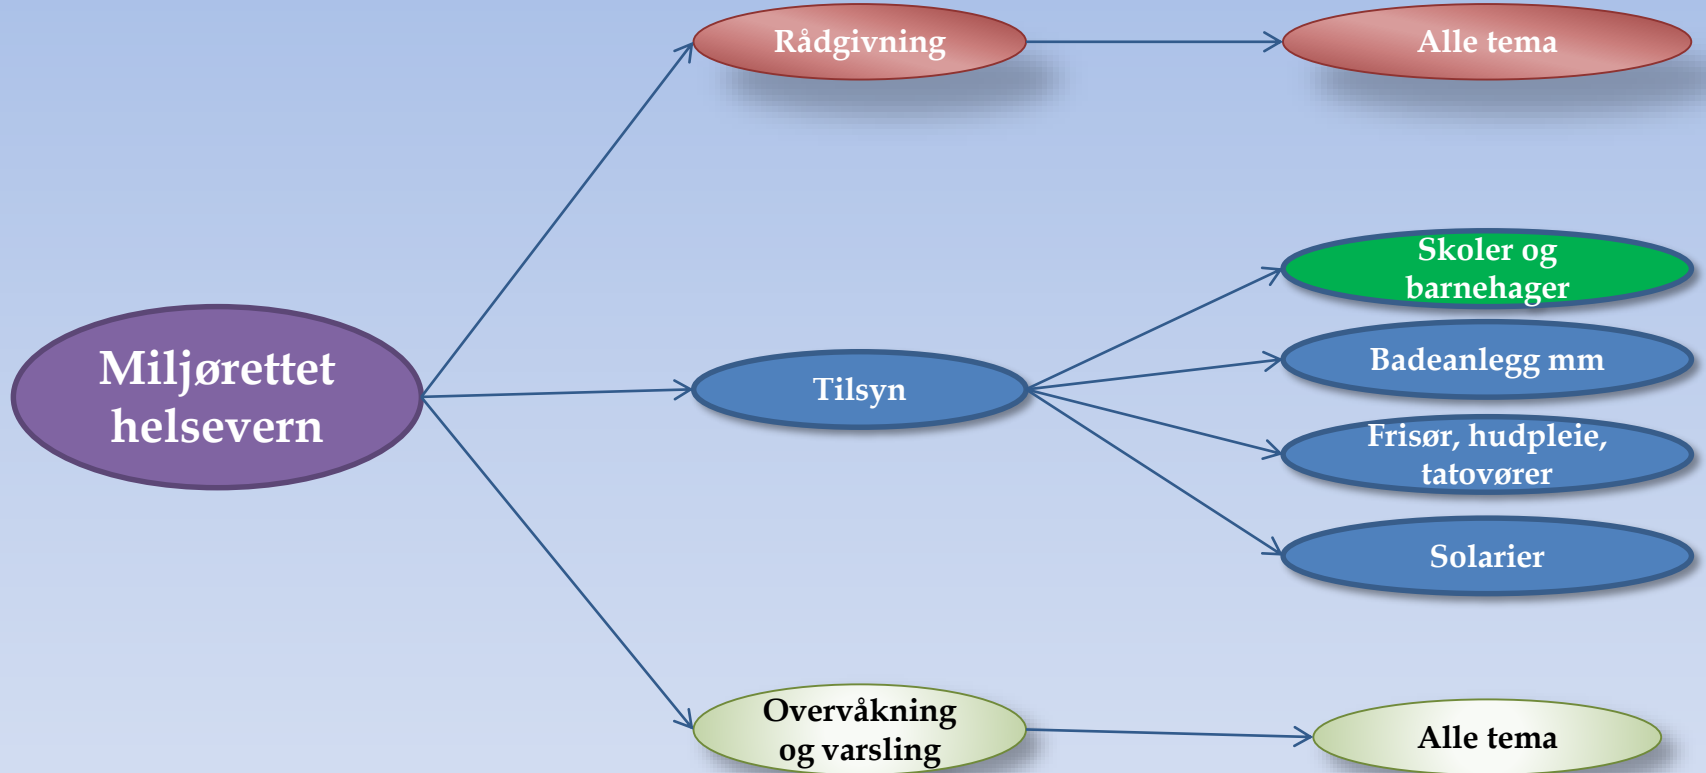 Rådgivning
Alle tema
Miljørettet
helsevern
Tilsyn
Skoler og
barnehager
Badeanlegg mm
Frisør, hudpleie,
tatovører
Solarier
Overvåkning
og varsling
Alle tema